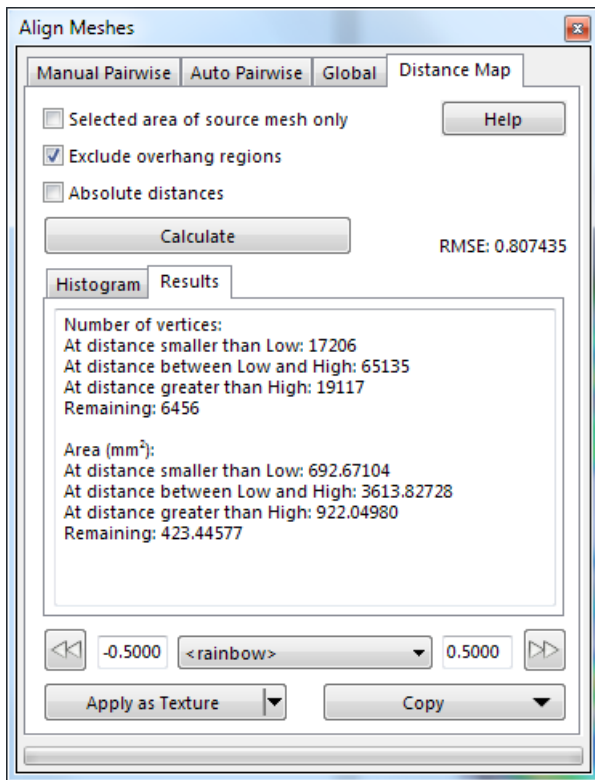 Align Meshes
Manual Pairwise Auto Pairwise Global Distance Map
Selected area of source mesh only Help
Exclude overhang regions
Absolute distances
Calculate RMSE: 0.807435
Histogram Results
Number of vertices:
At distance smaller than Low: 17206
At distance between Low and High: 65135
At distance greater than High: 19117
Remaining: 6456
Area (mm²):
At distance smaller than Low: 692.67104
At distance between Low and High: 3613.82728
At distance greater than High: 922.04980
Remaining: 423.44577
-0.5000 <rainbow> 0.5000
Apply as Texture Copy